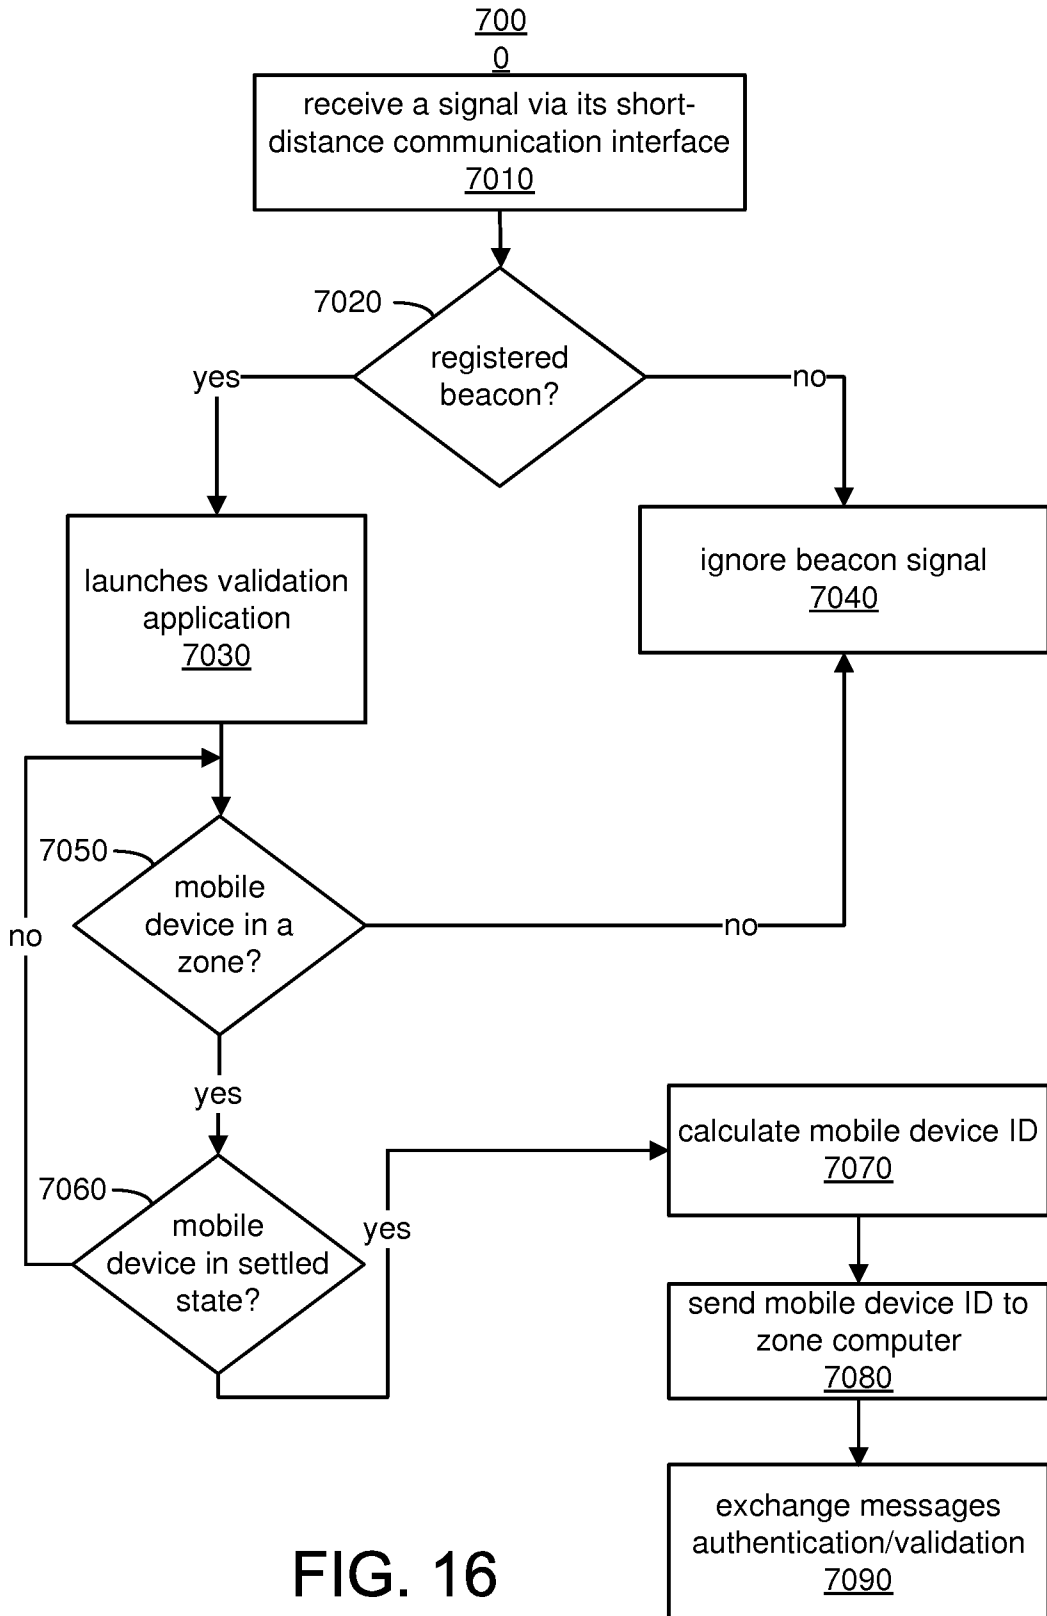 700
0
receive a signal via its short-
distance communication interface
7010
7020
registered
beacon?
yes
no
launches validation
application
7030
ignore beacon signal
7040
7050
mobile
device in a
zone?
no
no
yes
7060
mobile
device in settled
state?
yes
calculate mobile device ID
7070
send mobile device ID to
zone computer
7080
exchange messages
authentication/validation
7090
FIG. 16